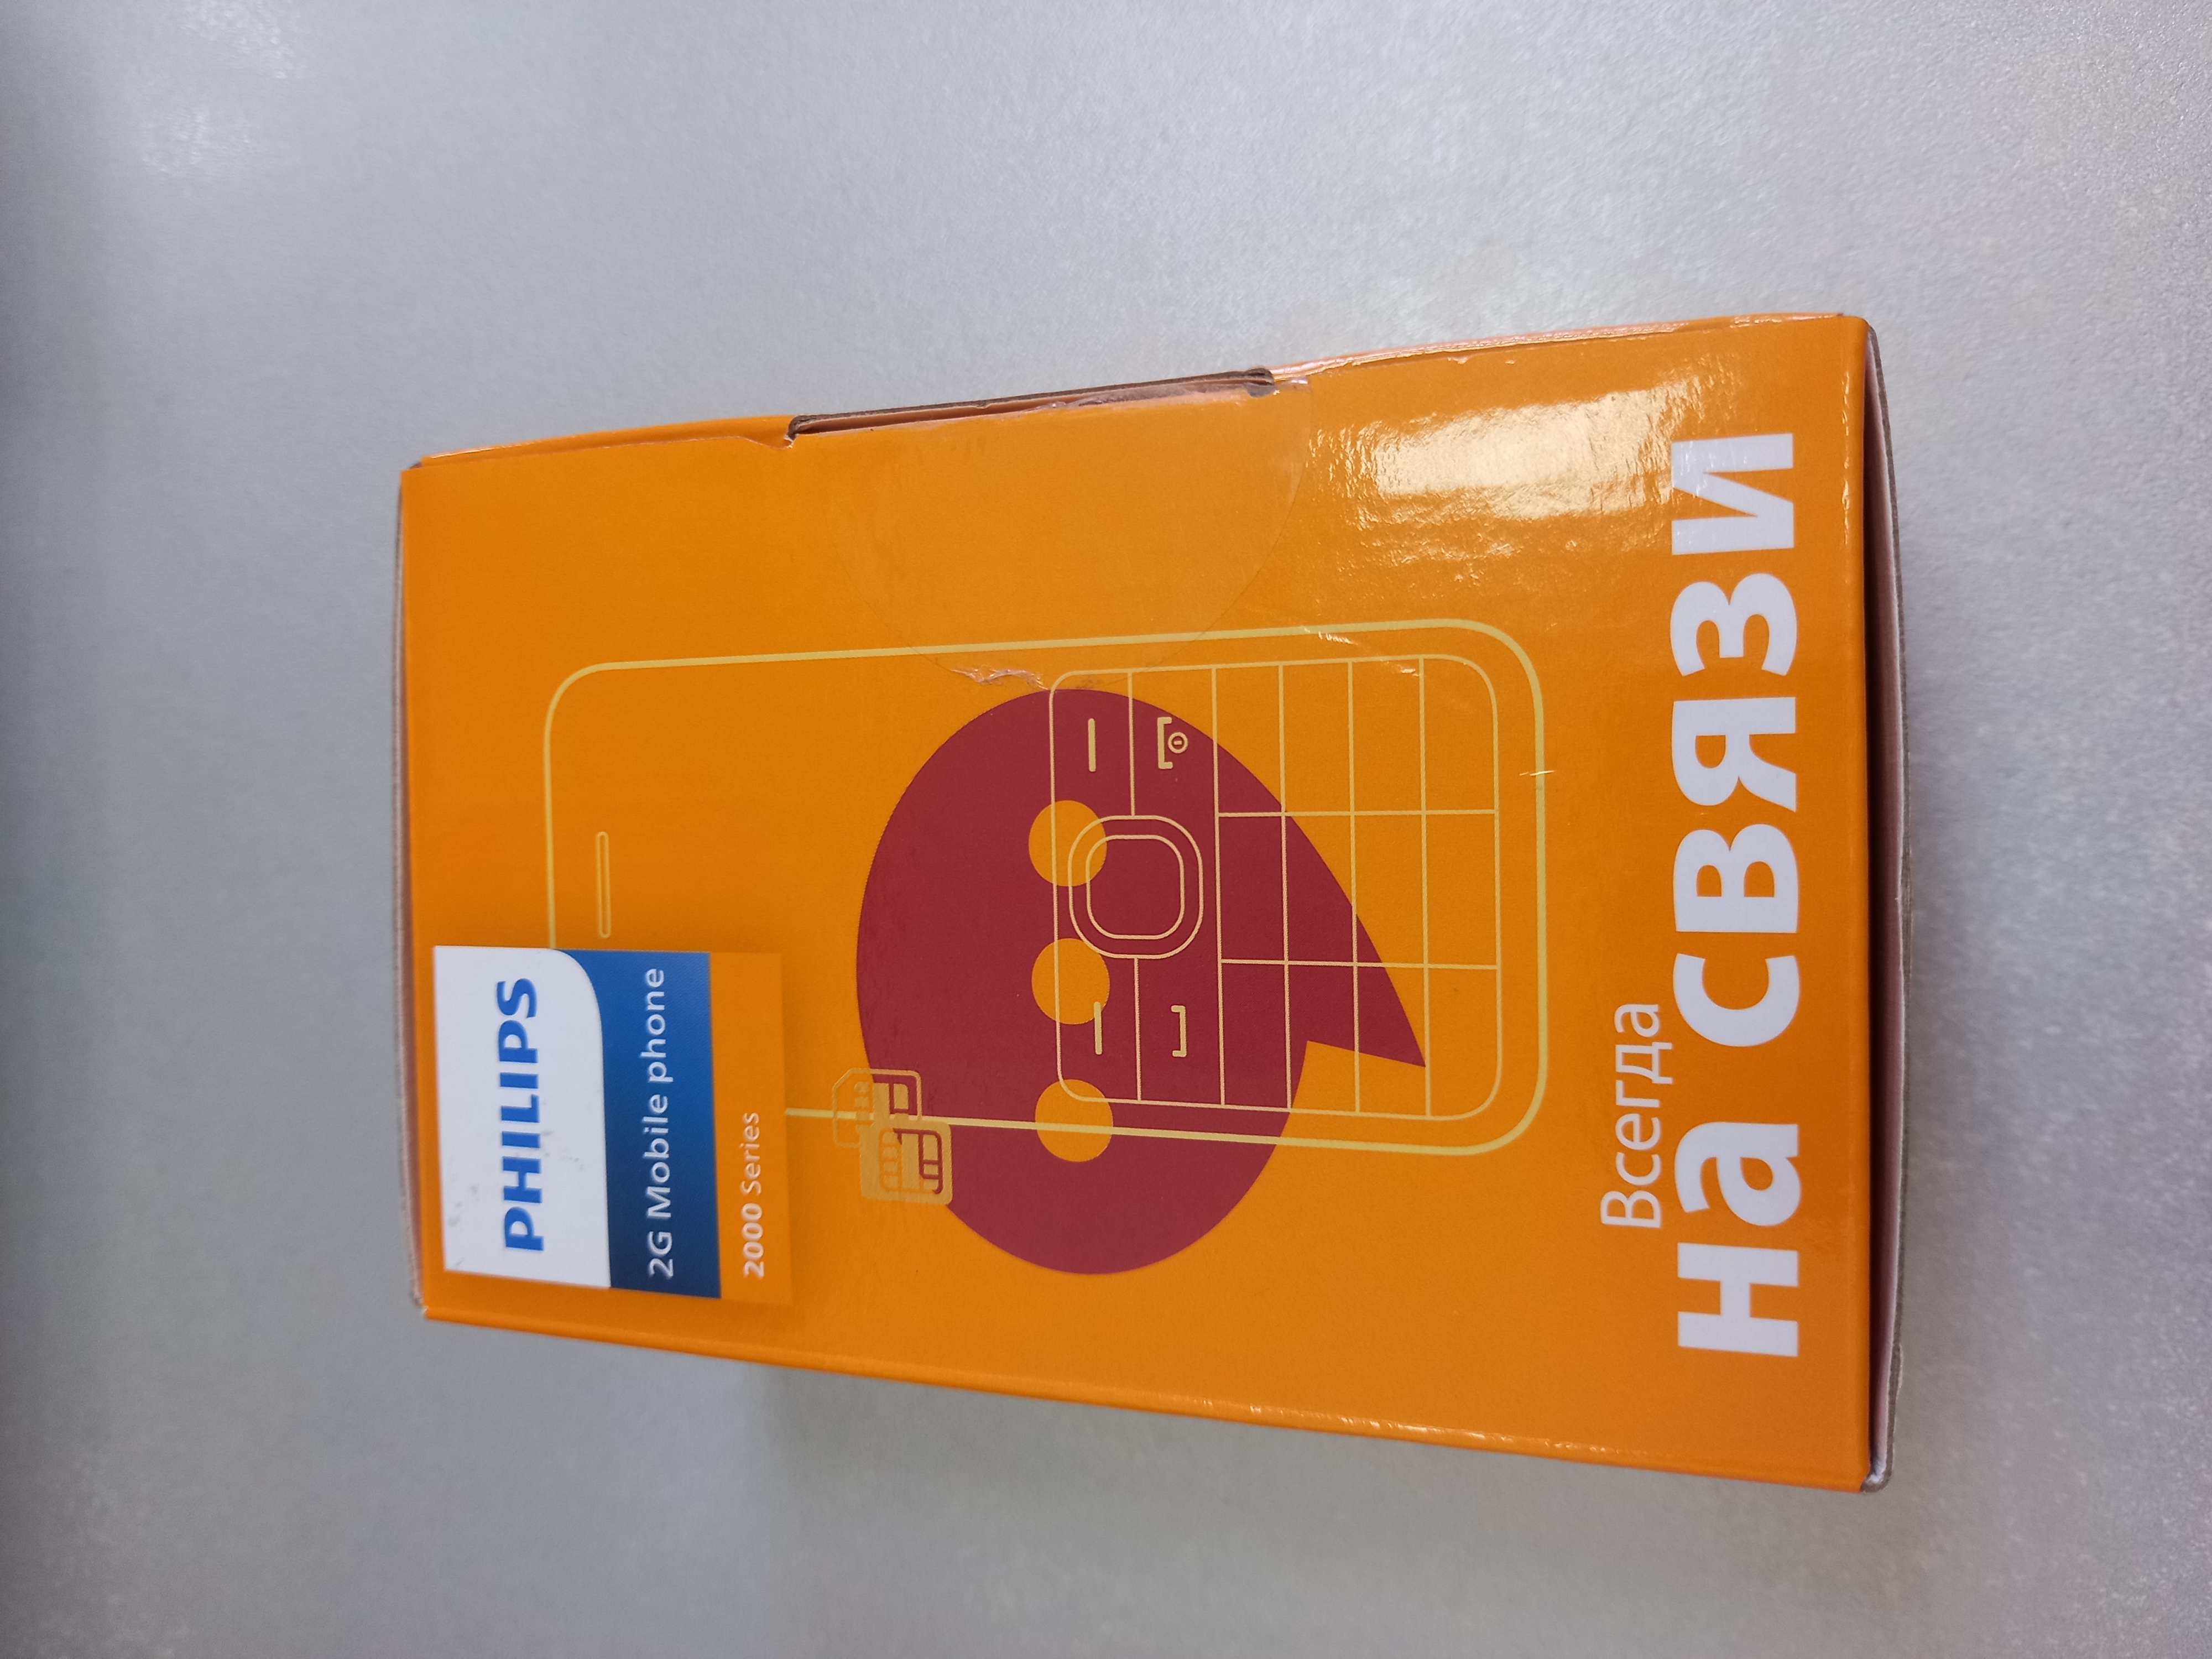 PHILIPS
2G Mobile phone
2000 Series
Всегда
на связи